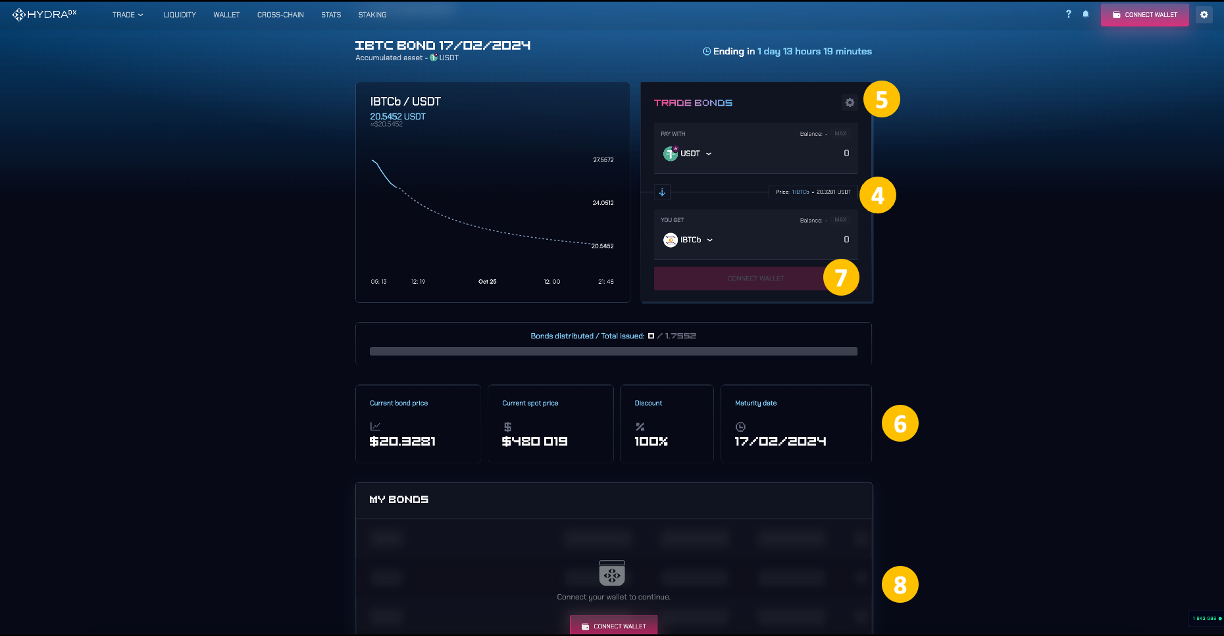 HYDRADX TRADE LIQUIDITY WALLET CROSS-CHAIN STATS STAKING ? CONNECT WALLET
IBTC BOND 17/02/2024
Accumulated asset - USDT
Ending in 1 day 13 hours 19 minutes
IBTCb / USDT
20.5452 USDT
≈$20.5452
27.5572
24.0512
20.5452
06: 13 12: 19 Oct 25 12: 00 21: 48
TRADE BONDS
5
PAY WITH Balance: - MAX
USDT 0
Price: 1 IBTCb = 20.3281 USDT
4
YOU GET Balance: - MAX
IBTCb 0
CONNECT WALLET
7
Bonds distributed / Total issued: 0 / 1.7552
Current bond price
$20.3281
Current spot price
$480 019
Discount
100%
Maturity date
17/02/2024
6
MY BONDS
Connect your wallet to continue.
CONNECT WALLET
8